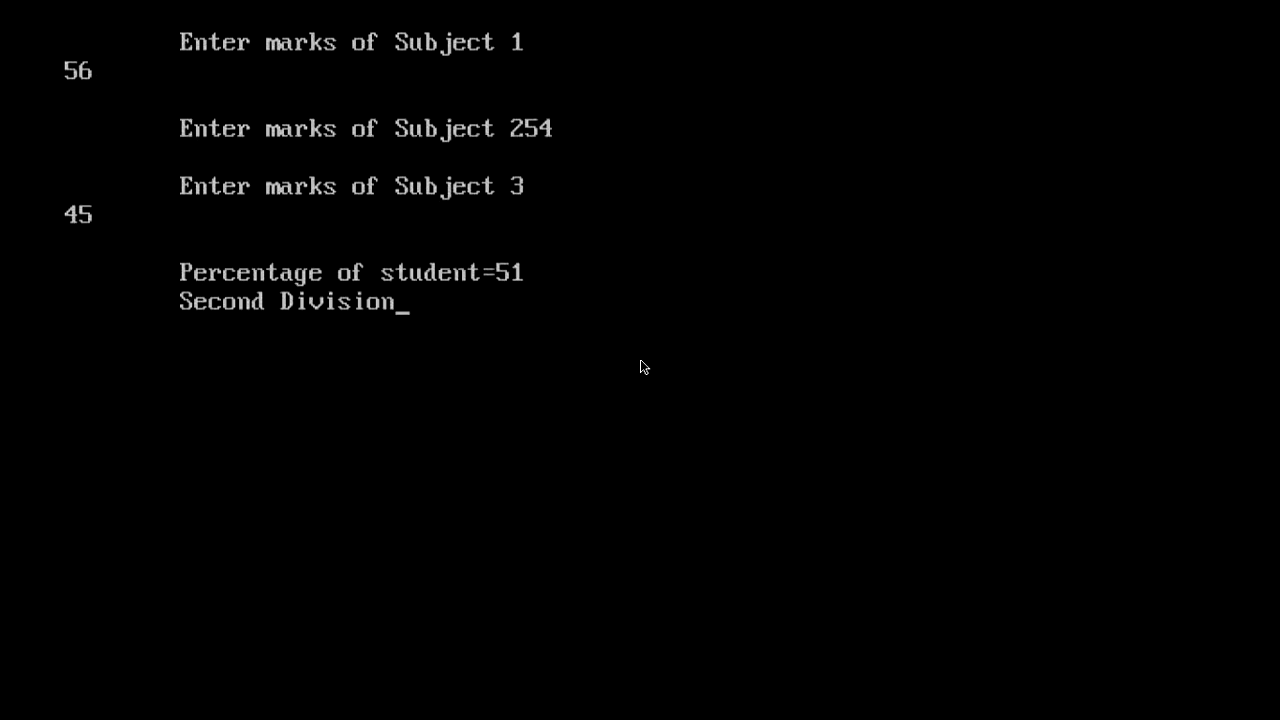 Enter marks of Subject 1
56
Enter marks of Subject 254
Enter marks of Subject 3
45
Percentage of student=51
Second Division_